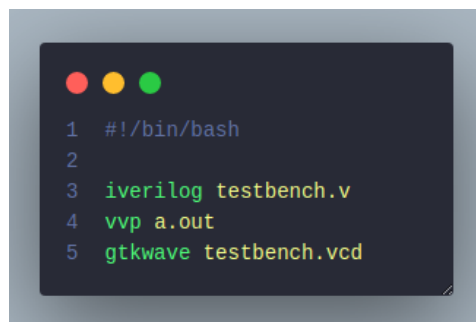 1 #!/bin/bash
2
3 iverilog testbench.v
4 vvp a.out
5 gtkwave testbench.vcd